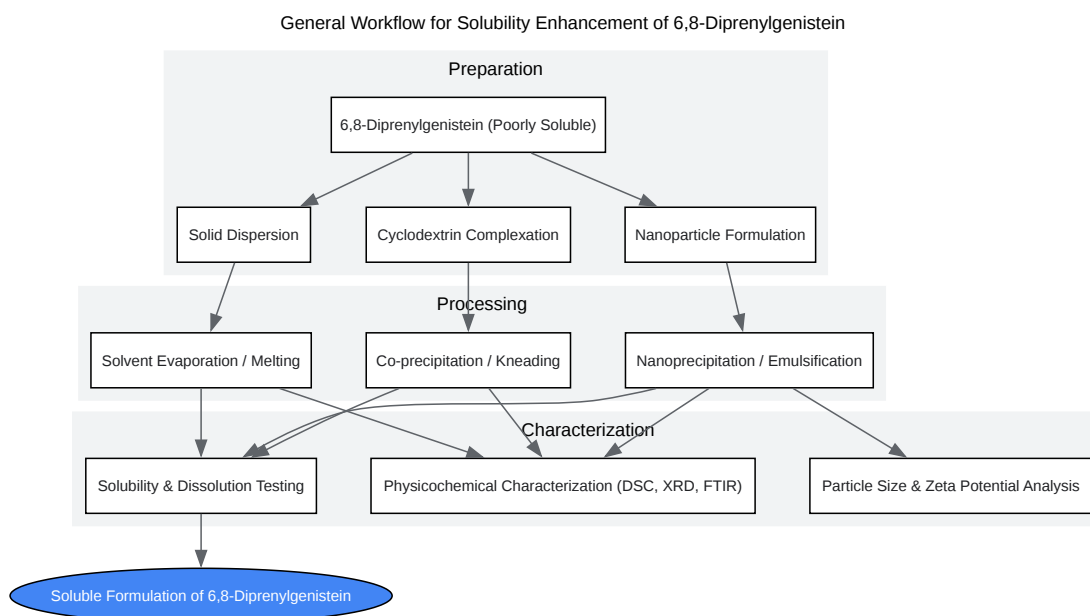 General Workflow for Solubility Enhancement of 6,8-Diprenylgenistein
Preparation
6,8-Diprenylgenistein (Poorly Soluble)
Solid Dispersion
Cyclodextrin Complexation
Nanoparticle Formulation
Processing
Solvent Evaporation / Melting
Co-precipitation / Kneading
Nanoprecipitation / Emulsification
Characterization
Solubility & Dissolution Testing
Physicochemical Characterization (DSC, XRD, FTIR)
Particle Size & Zeta Potential Analysis
Soluble Formulation of 6,8-Diprenylgenistein